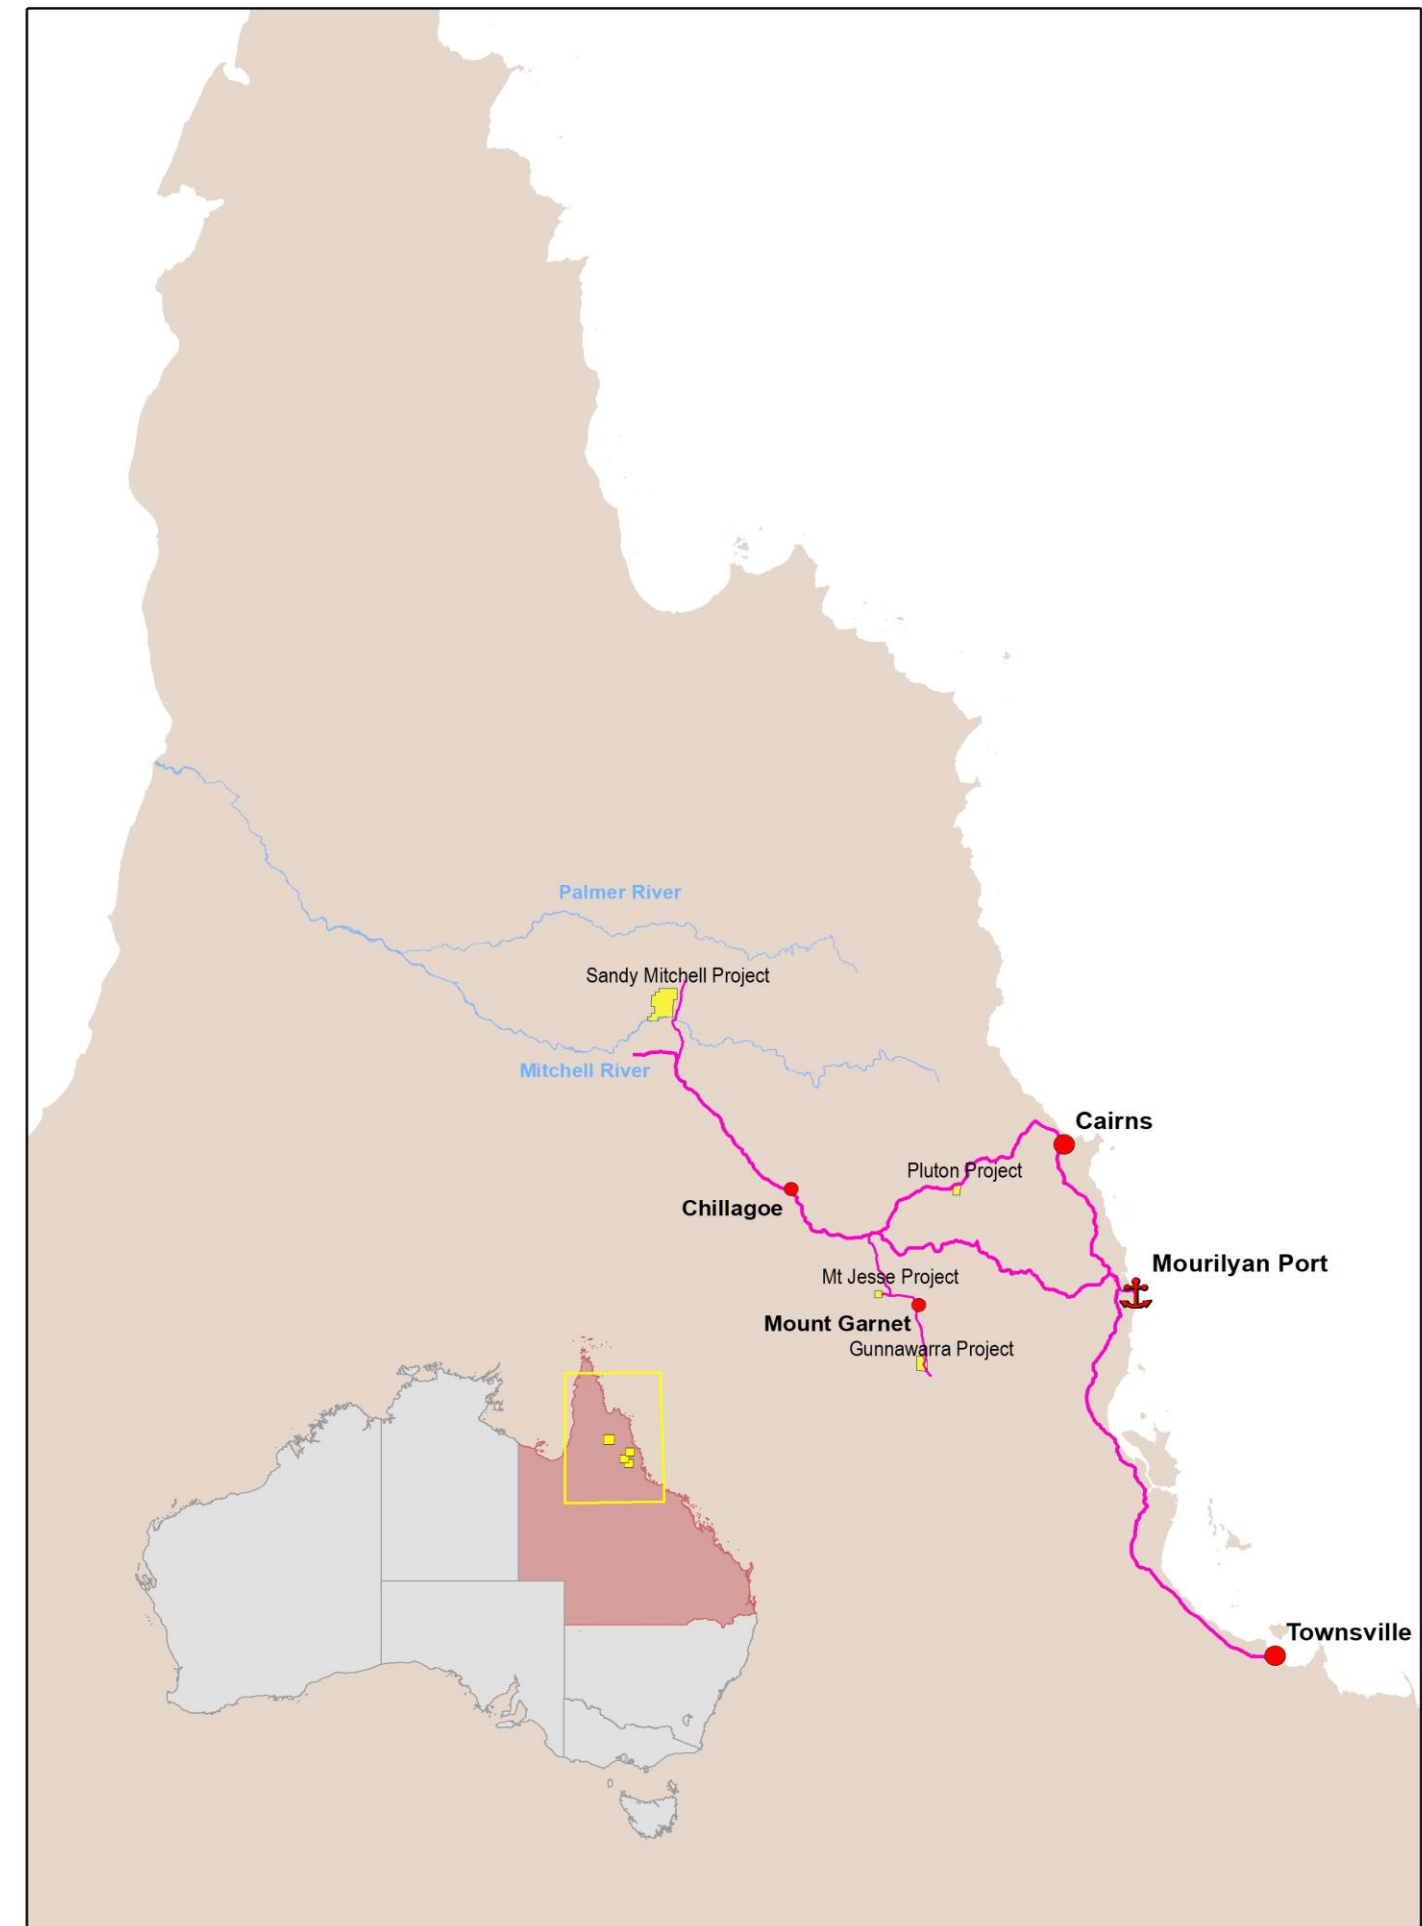 Palmer River
Sandy Mitchell Project
Mitchell River
Cairns
Pluton Project
Chillagoe
Mourilyan Port
Mt Jesse Project
Mount Garnet
Gunnawarra Project
Townsville